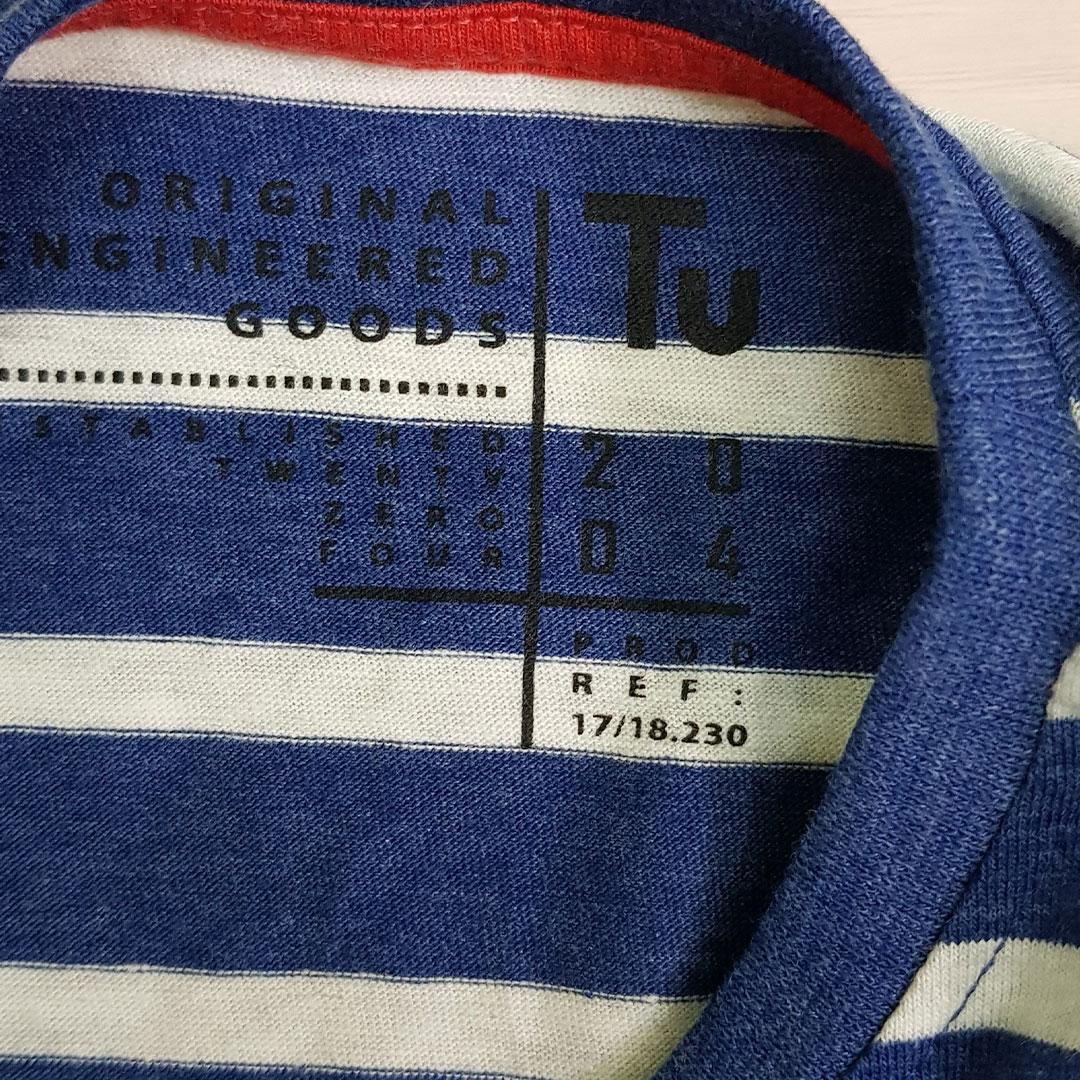 ORIGINAL
ENGINEERED
GOODS
ESTABLISHED
TWENTY
ZERO
FOUR
Tu
20
04
PROD
REF:
17/18.230